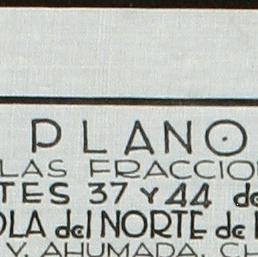 PLANO
LAS FRACCION
TES 37 Y 44 de
OLA del NORTE de
Y. AHUMADA, CH